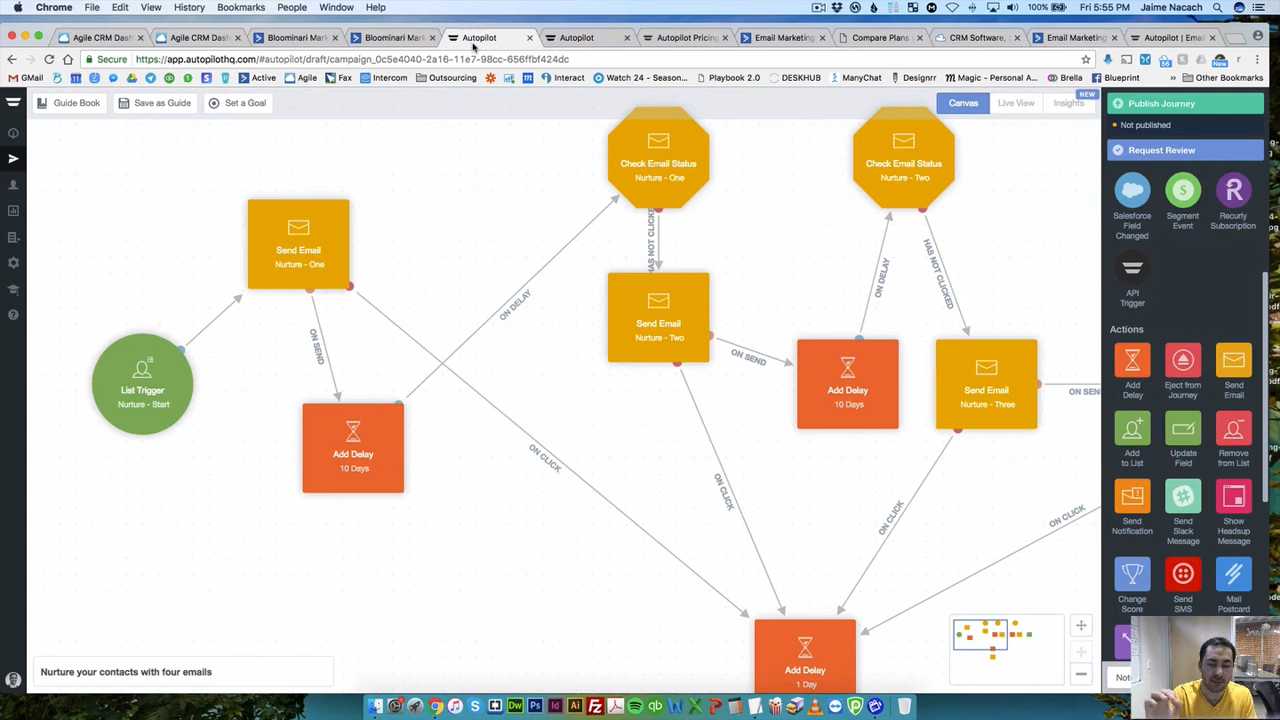 Chrome File Edit View History Bookmarks People Window Help 100% Fri 5:55 PM Jaime Nacach
Agile CRM Dash Agile CRM Dash Bloominari Mark Bloominari Mark Autopilot Autopilot Autopilot Pricing Email Marketing Compare Plans CRM Software, S Email Marketing Autopilot | Email
Secure https://app.autopilothq.com/#autopilot/draft/campaign_0c5e4040-2a16-11e7-98cc-656ffbf424dc
GMail Active Agile Fax Intercom Outsourcing Interact Watch 24 - Season... Playbook 2.0 DESKHUB ManyChat Designrr Magic - Personal A... Brella Blueprint >> Other Bookmarks
Guide Book Save as Guide Set a Goal
Canvas Live View Insights
NEW
Publish Journey
Not published
Request Review
Salesforce Field Changed
Segment Event
Recurly Subscription
API Trigger
Actions
Add Delay
Eject from Journey
Send Email
Add to List
Update Field
Remove from List
Send Notification
Send Slack Message
Show Headsup Message
Change Score
Send SMS
Mail Postcard
Check Email Status
Nurture - One
Check Email Status
Nurture - Two
Send Email
Nurture - One
HAS NOT CLICKED
ON DELAY
ON DELAY
HAS NOT CLICKED
Send Email
Nurture - Two
ON SEND
ON SEND
List Trigger
Nurture - Start
Add Delay
10 Days
Send Email
Nurture - Three
ON SEND
Add Delay
10 Days
ON CLICK
ON CLICK
ON CLICK
ON CLICK
Add Delay
1 Day
Nurture your contacts with four emails